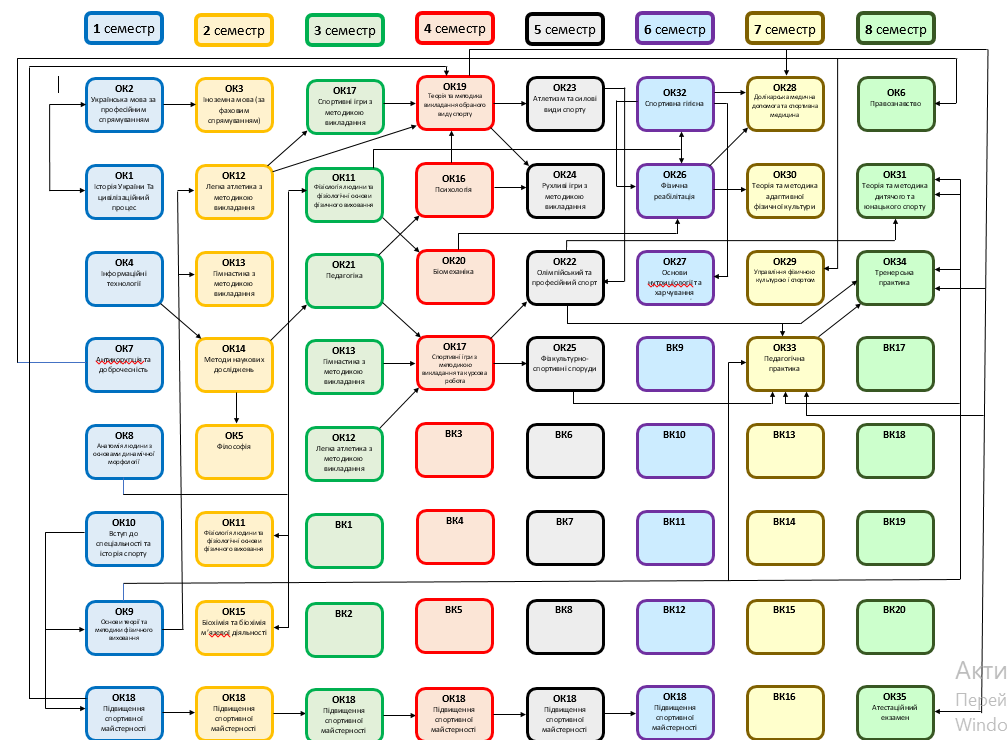 1 семестр
2 семестр
3 семестр
4 семестр
5 семестр
6 семестр
7 семестр
8 семестр
ОК2
Українська мова за
професійним
спрямуванням
ОК3
Іноземна мова (за
фаховим
спрямуванням)
ОК17
Спортивні ігри з
методикою
викладання
ОК19
Теорія та методика
викладання обраного
виду спорту
ОК23
Атлетизм та силові
види спорту
ОК32
Спортивна гігієна
ОК28
Долікарська медична
допомога та спортивна
медицина
ОК6
Правознавство
ОК1
Історія України Та
цивілізаційний
процес
ОК12
Легка атлетика з
методикою
викладання
ОК11
Фізіологія людини та
фізіологічні основи
фізичного виховання
ОК16
Психологія
ОК24
Рухливі ігри з
методикою
викладання
ОК26
Фізична
реабілітація
ОК30
Теорія та методика
адаптивної
фізичної культури
ОК31
Теорія та методика
дитячого та
юнацького спорту
ОК4
Інформаційні
технології
ОК13
Гімнастика з
методикою
викладання
ОК21
Педагогіка
ОК20
Біомеханіка
ОК22
Олімпійський та
професійний спорт
ОК27
Основи
нутриціології та
харчування
ОК29
Управління фізичною
культурою і спортом
ОК34
Тренерська
практика
ОК7
Антикорупція та
доброчесність
ОК14
Методи наукових
досліджень
ОК13
Гімнастика з
методикою
викладання
ОК17
Спортивні ігри з
методикою
викладання та курсова
робота
ОК25
Фізкультурно-
спортивні споруди
ВК9
ОК33
Педагогічна
практика
ВК17
ОК8
Анатомія людини з
основами динамічної
морфології
ОК5
Філософія
ОК12
Легка атлетика з
методикою
викладання
ВК3
ВК6
ВК10
ВК13
ВК18
ОК10
Вступ до
спеціальності та
історія спорту
ОК11
Фізіологія людини та
фізіологічні основи
фізичного виховання
ВК1
ВК4
ВК7
ВК11
ВК14
ВК19
ОК9
Основи теорії та
методики фізичного
виховання
ОК15
Біохімія та біохімія
м'язової діяльності
ВК2
ВК5
ВК8
ВК12
ВК15
ВК20
ОК18
Підвищення
спортивної
майстерності
ОК18
Підвищення
спортивної
майстерності
ОК18
Підвищення
спортивної
майстерності
ОК18
Підвищення
спортивної
майстерності
ОК18
Підвищення
спортивної
майстерності
ОК18
Підвищення
спортивної
майстерності
ВК16
ОК35
Атестаційний
екзамен
Акти
Перей
Windo